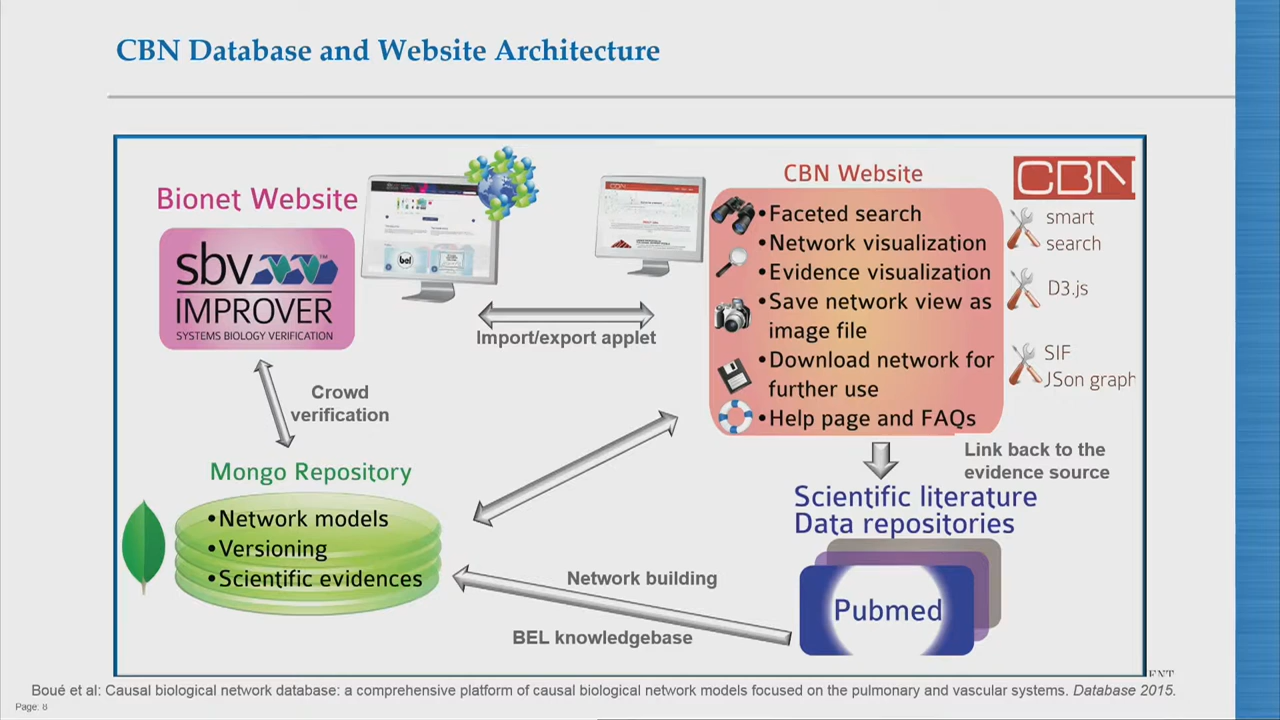 CBN Database and Website Architecture
Bionet Website
sbv
IMPROVER
SYSTEMS BIOLOGY VERIFICATION
TM
bel
CBN
Import/export applet
Crowd
verification
CBN Website
•Faceted search
•Network visualization
•Evidence visualization
•Save network view as
image file
•Download network for
further use
•Help page and FAQs
CBN
smart
search
D3.js
SIF
JSon graph
Link back to the
evidence source
Mongo Repository
•Network models
•Versioning
•Scientific evidences
Scientific literature
Data repositories
Pubmed
Network building
BEL knowledgebase
ENT
Boué et al: Causal biological network database: a comprehensive platform of causal biological network models focused on the pulmonary and vascular systems. Database 2015.
Page: 8